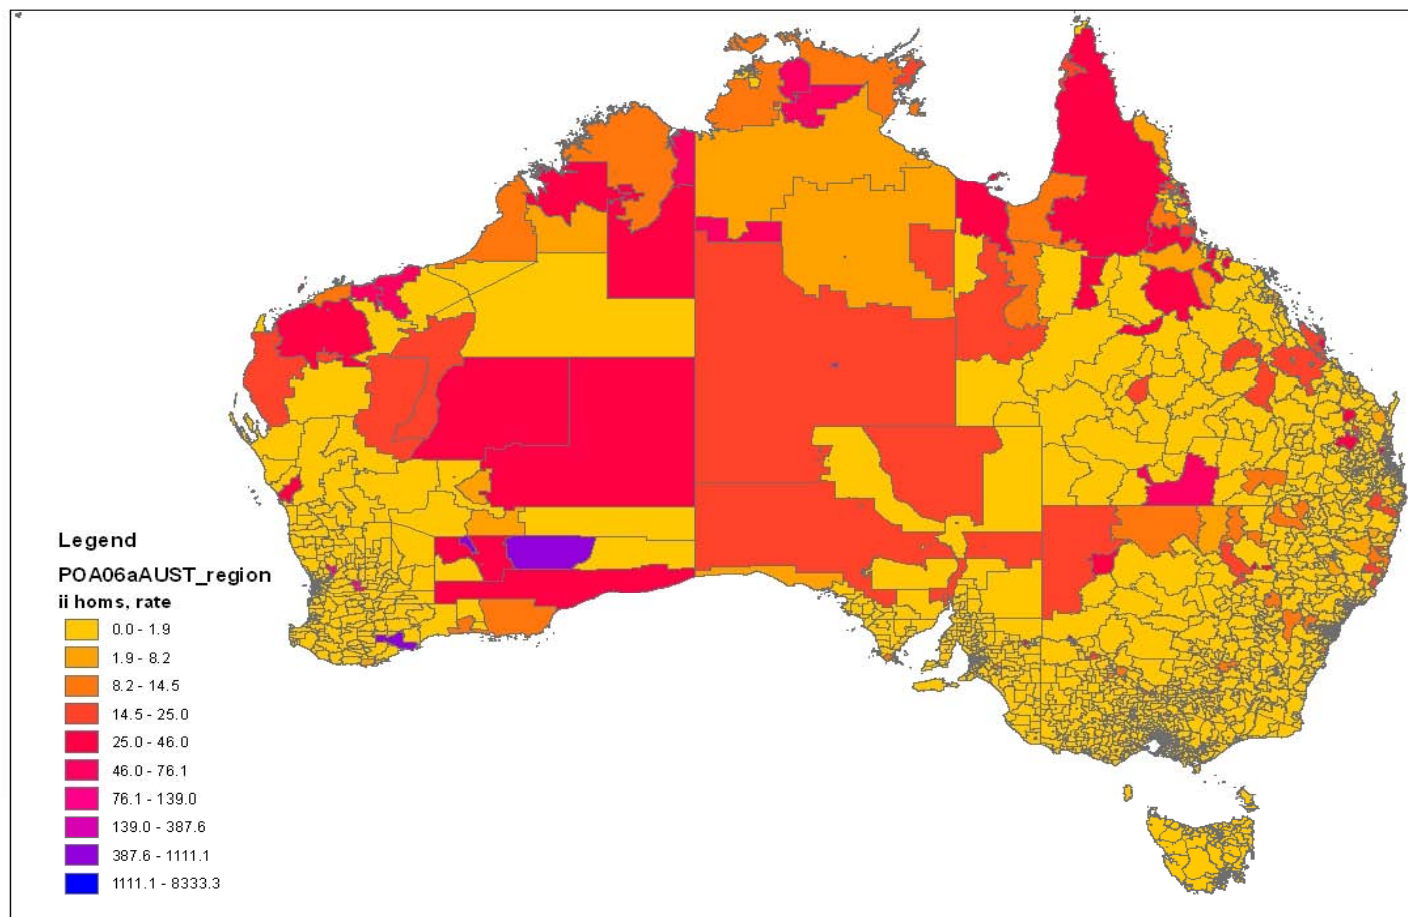 Legend
POA06aAUST_region
ii homs, rate
0.0 - 1.9
1.9 - 8.2
8.2 - 14.5
14.5 - 25.0
25.0 - 46.0
46.0 - 76.1
76.1 - 139.0
139.0 - 387.6
387.6 - 1111.1
1111.1 - 8333.3